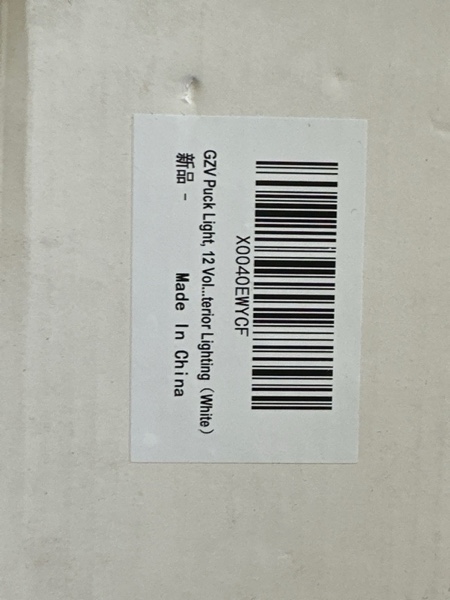 X0040EWYCF
GZV Puck Light, 12 Vol...terior Lighting (White)
新品 - Made In China